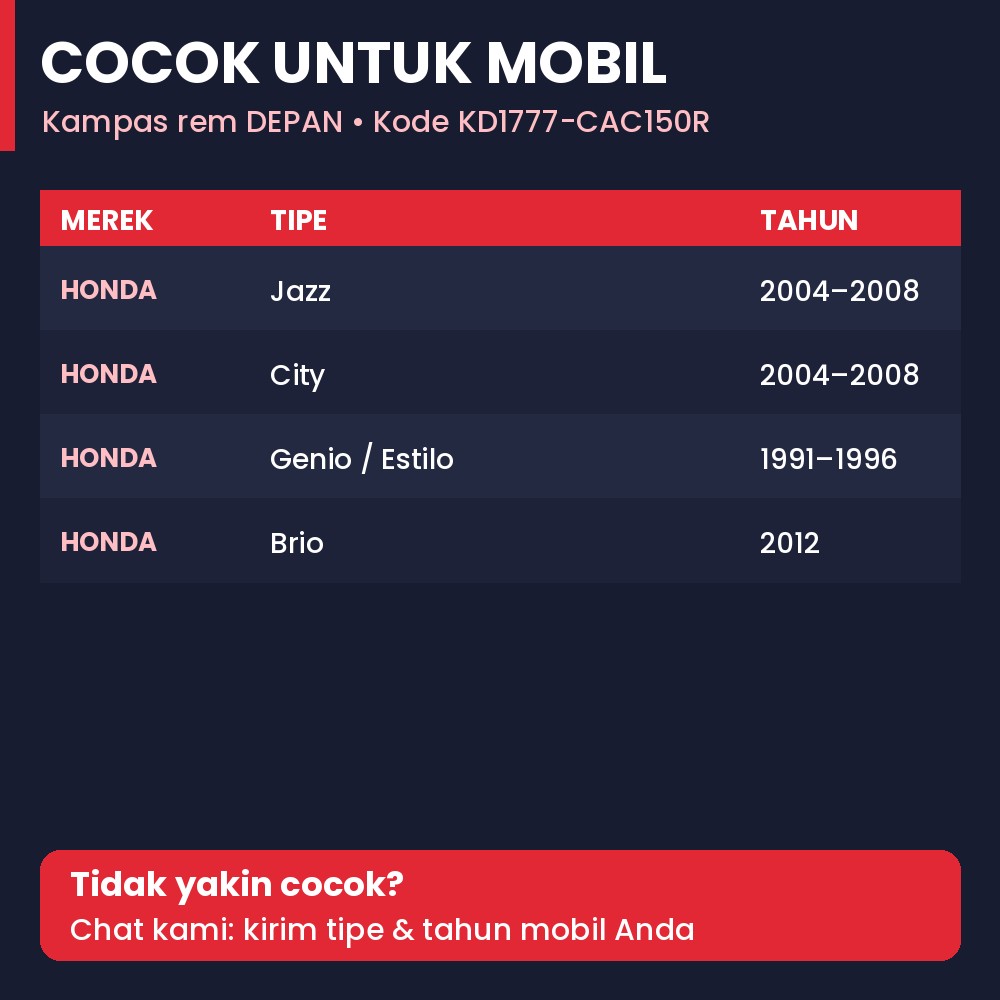 COCOK UNTUK MOBIL
Kampas rem DEPAN • Kode KD1777-CAC150R
MEREK TIPE TAHUN
HONDA Jazz 2004–2008
HONDA City 2004–2008
HONDA Genio / Estilo 1991–1996
HONDA Brio 2012
Tidak yakin cocok?
Chat kami: kirim tipe & tahun mobil Anda